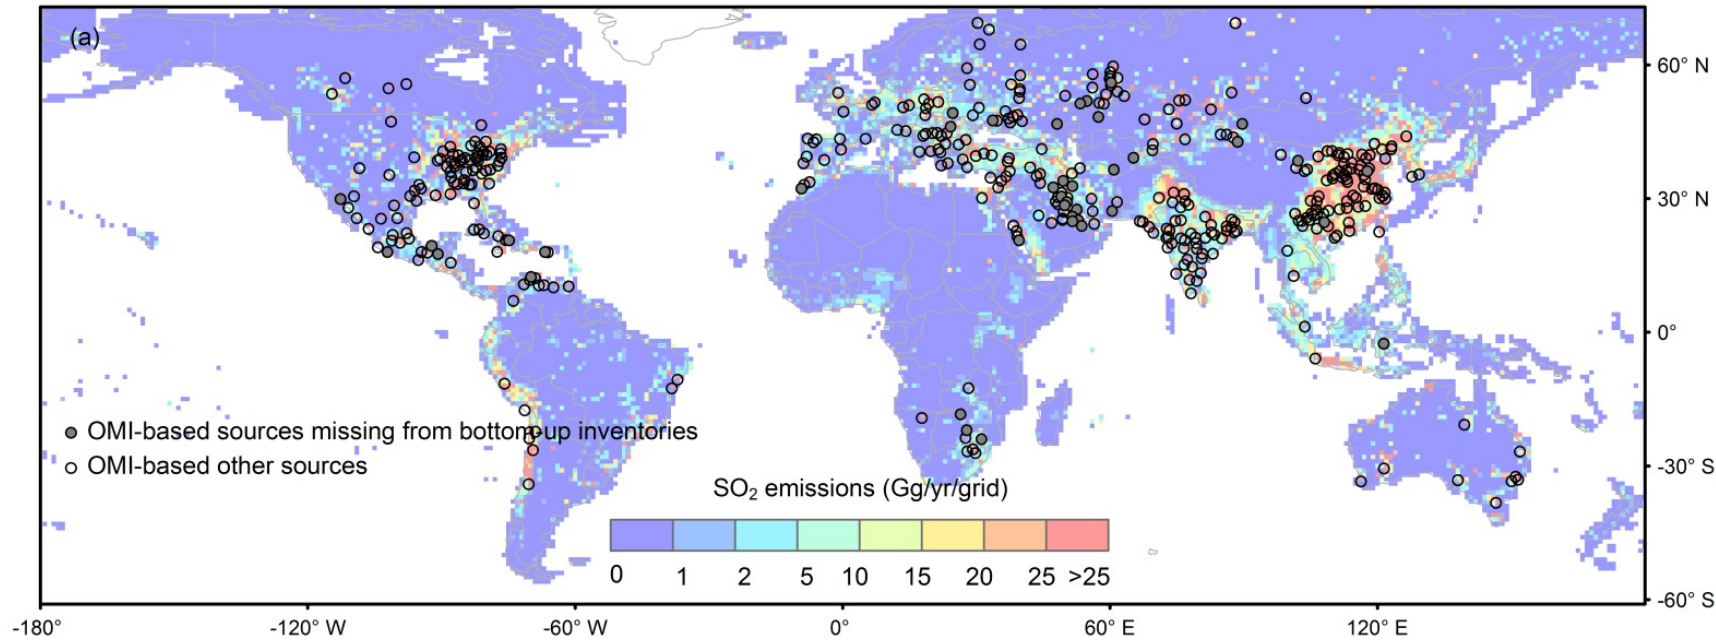 (a)
60° N
30° N
0°
-30° S
-60° S
OMI-based sources missing from bottom-up inventories
OMI-based other sources
SO₂ emissions (Gg/yr/grid)
0 1 2 5 10 15 20 25 >25
-180° -120° W -60° W 0° 60° E 120° E